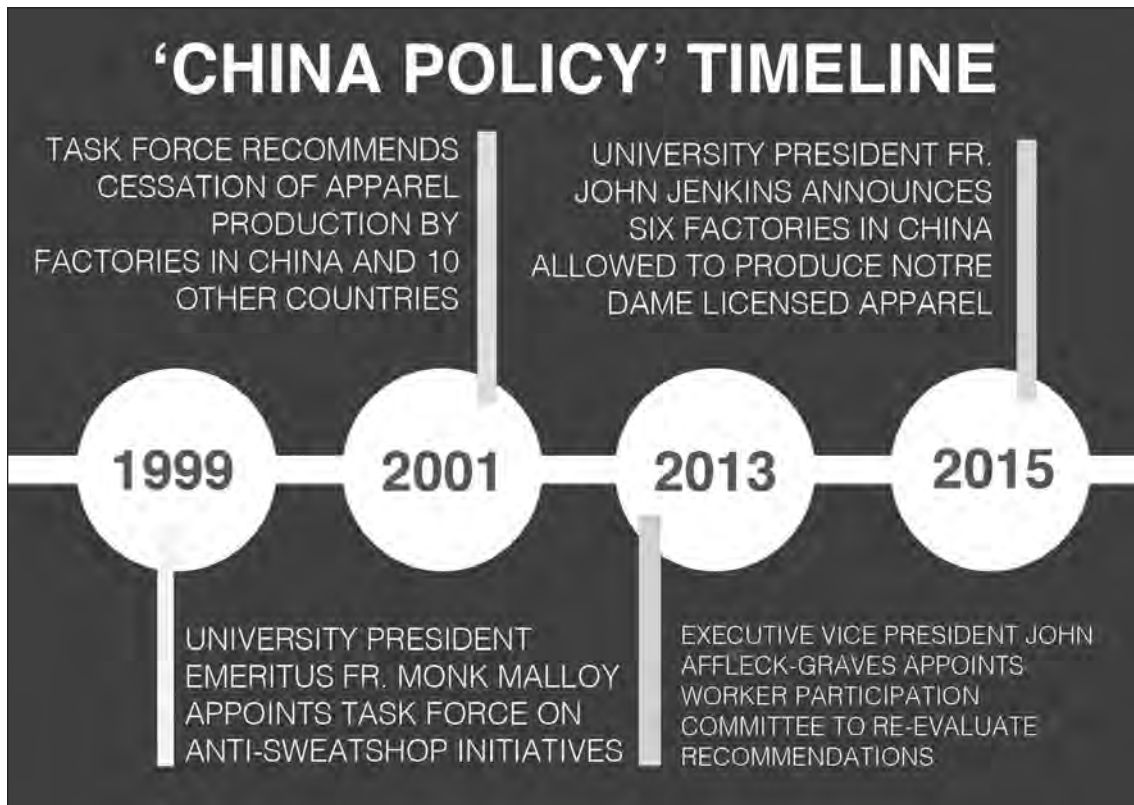 ‘CHINA POLICY’ TIMELINE
TASK FORCE RECOMMENDS
CESSATION OF APPAREL
PRODUCTION BY
FACTORIES IN CHINA AND 10
OTHER COUNTRIES
UNIVERSITY PRESIDENT FR.
JOHN JENKINS ANNOUNCES
SIX FACTORIES IN CHINA
ALLOWED TO PRODUCE NOTRE
DAME LICENSED APPAREL
1999
2001
2013
2015
UNIVERSITY PRESIDENT
EMERITUS FR. MONK MALLOY
APPOINTS TASK FORCE ON
ANTI-SWEATSHOP INITIATIVES
EXECUTIVE VICE PRESIDENT JOHN
AFFLECK-GRAVES APPOINTS
WORKER PARTICIPATION
COMMITTEE TO RE-EVALUATE
RECOMMENDATIONS